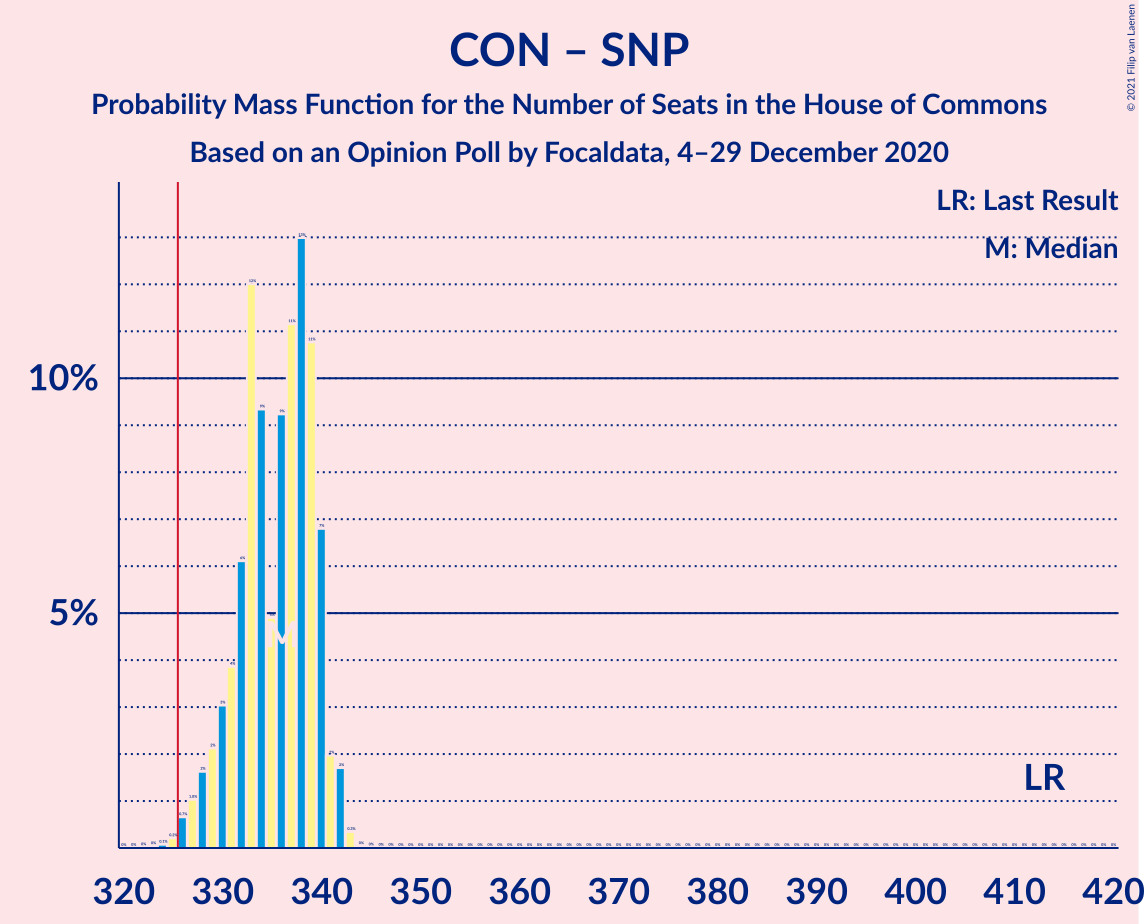 CON – SNP
Probability Mass Function for the Number of Seats in the House of Commons
Based on an Opinion Poll by Focaldata, 4–29 December 2020
© 2021 Filip van Laenen
LR: Last Result
M: Median
10%
5%
M
LR
320 330 340 350 360 370 380 390 400 410 420